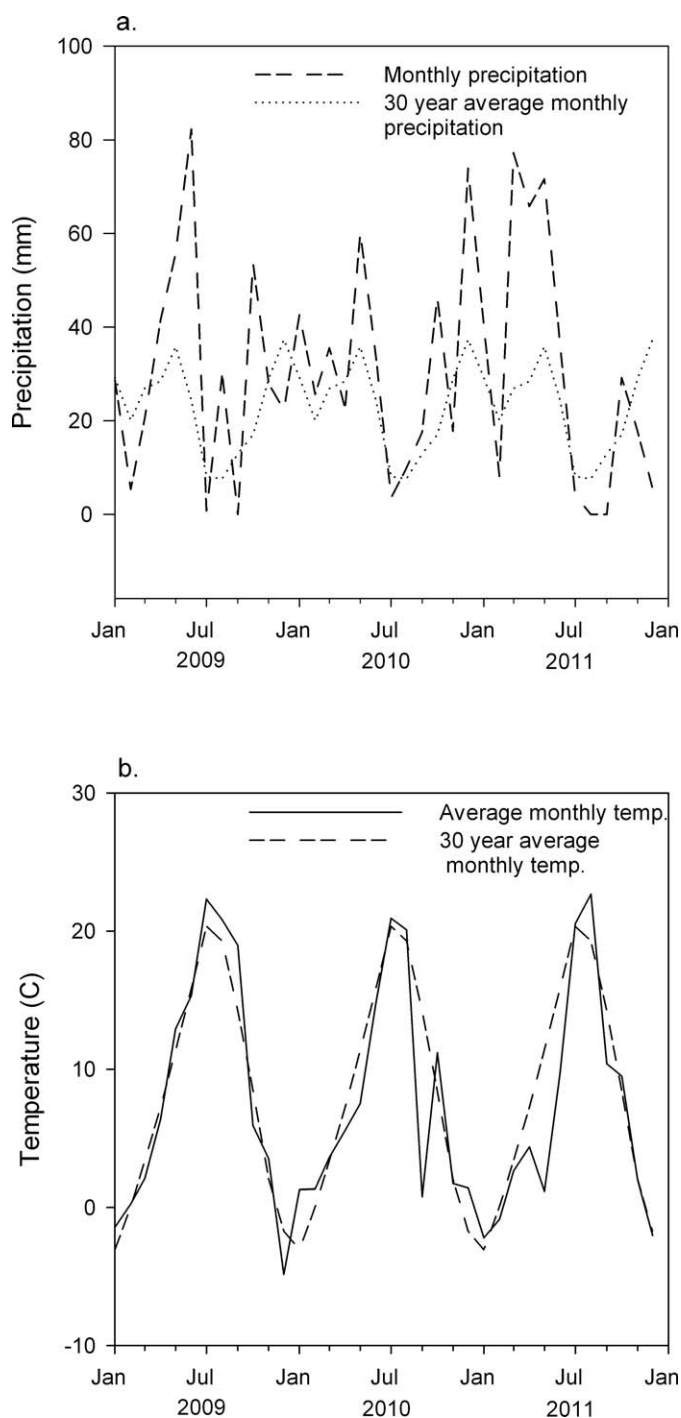 a.
100
80
60
40
20
0
Precipitation (mm)
Monthly precipitation
30 year average monthly
precipitation
Jan Jul Jan Jul Jan Jul Jan
2009 2010 2011
b.
30
20
10
0
-10
Temperature (C)
Average monthly temp.
30 year average
monthly temp.
Jan Jul Jan Jul Jan Jul Jan
2009 2010 2011